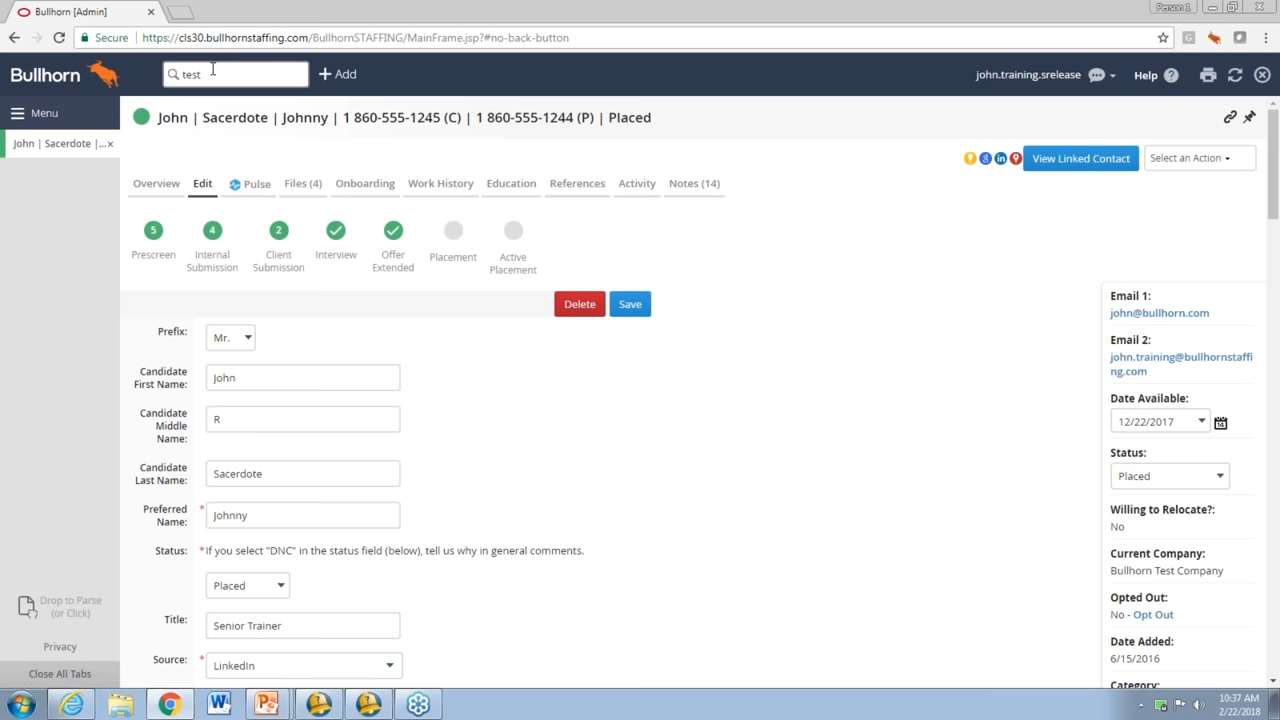 Bullhorn [Admin] ×
Person 1
Secure https://cls30.bullhornstaffing.com/BullhornSTAFFING/MainFrame.jsp?#no-back-button
Bullhorn
test
+ Add
john.training.srelease
Help ?
Menu
John | Sacerdote |... ×
John | Sacerdote | Johnny | 1 860-555-1245 (C) | 1 860-555-1244 (P) | Placed
View Linked Contact
Select an Action
Overview Edit Pulse Files (4) Onboarding Work History Education References Activity Notes (14)
5 4 2
Prescreen
Internal
Submission
Client
Submission
Interview
Offer
Extended
Placement
Active
Placement
Delete Save
Prefix:
Mr.
Candidate
First Name:
John
Candidate
Middle
Name:
R
Candidate
Last Name:
Sacerdote
Preferred
Name:
* Johnny
Status:
*If you select "DNC" in the status field (below), tell us why in general comments.
Placed
Title:
Senior Trainer
Source:
* LinkedIn
Email 1:
john@bullhorn.com
Email 2:
john.training@bullhornstaffi
ng.com
Date Available:
12/22/2017
Status:
Placed
Willing to Relocate?:
No
Current Company:
Bullhorn Test Company
Opted Out:
No - Opt Out
Date Added:
6/15/2016
Category:
Drop to Parse
(or Click)
Privacy
Close All Tabs
10:37 AM
2/22/2018